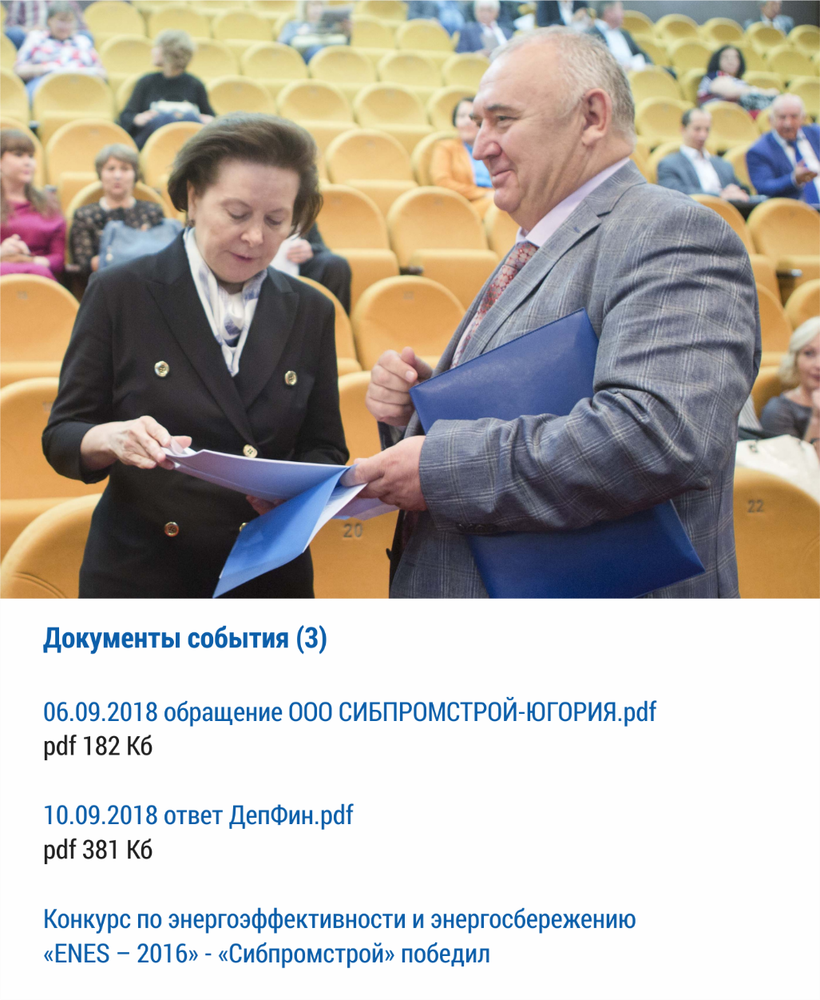 20
22
Документы события (3)
06.09.2018 обращение ООО СИБПРОМСТРОЙ-ЮГОРИЯ.pdf
pdf 182 Кб
10.09.2018 ответ ДепФин.pdf
pdf 381 Кб
Конкурс по энергоэффективности и энергосбережению
«ENES – 2016» - «Сибпромстрой» победил